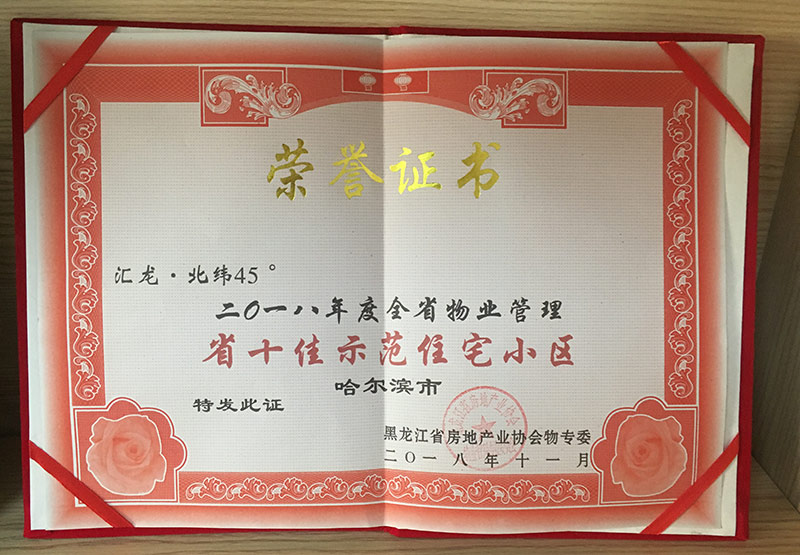 荣誉证书
汇龙·北纬45°
二〇一八年度全省物业管理
省十佳示范住宅小区
哈尔滨市
特发此证
黑龙江省房地产业协会物专委
二〇一八年十一月